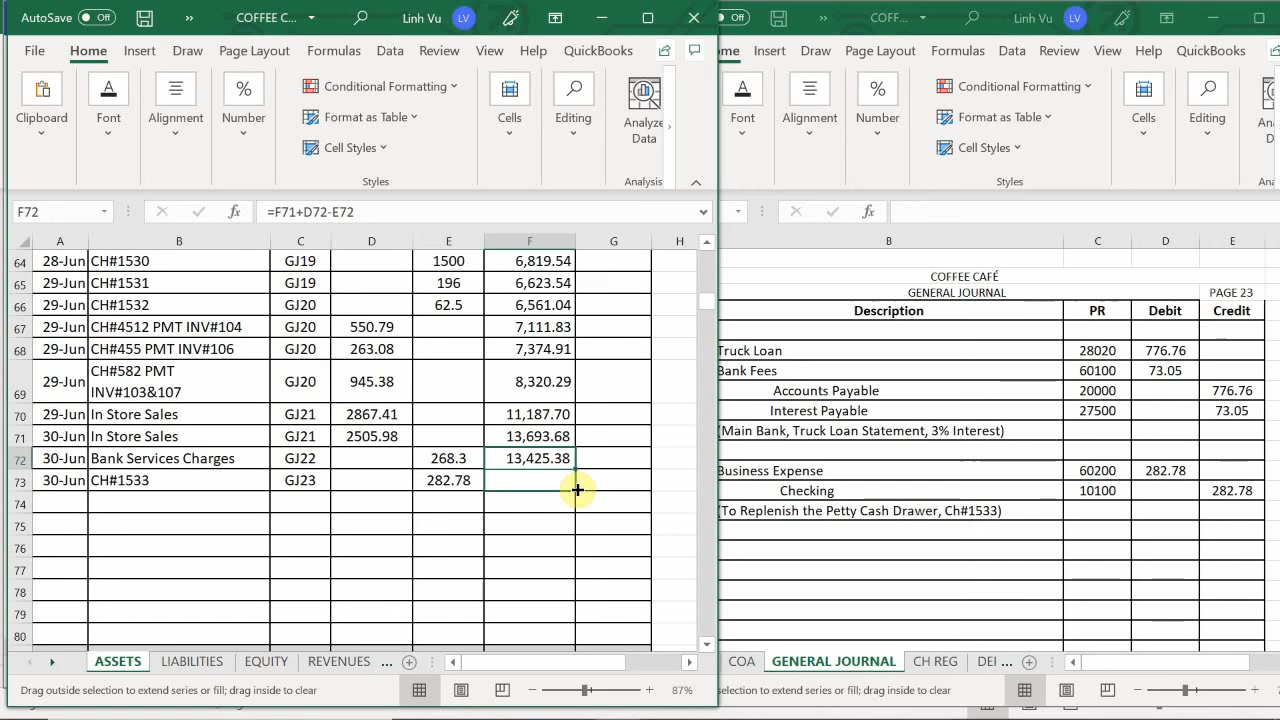 AutoSave Off » COFFEE C... Linh Vu LV
File Home Insert Draw Page Layout Formulas Data Review View Help QuickBooks
Clipboard Font Alignment Number
%
Conditional Formatting
Format as Table
Cell Styles
Styles
Cells Editing
Analyze Data
Analysis
F72 fx =F71+D72-E72
A B C D E F G H
64 28-Jun CH#1530 GJ19 1500 6,819.54
65 29-Jun CH#1531 GJ19 196 6,623.54
66 29-Jun CH#1532 GJ20 62.5 6,561.04
67 29-Jun CH#4512 PMT INV#104 GJ20 550.79 7,111.83
68 29-Jun CH#455 PMT INV#106 GJ20 263.08 7,374.91
69 29-Jun CH#582 PMT INV#103&107 GJ20 945.38 8,320.29
70 29-Jun In Store Sales GJ21 2867.41 11,187.70
71 30-Jun In Store Sales GJ21 2505.98 13,693.68
72 30-Jun Bank Services Charges GJ22 268.3 13,425.38
73 30-Jun CH#1533 GJ23 282.78
74
75
76
77
78
79
80
ASSETS LIABILITIES EQUITY REVENUES ...
Drag outside selection to extend series or fill; drag inside to clear 87%
Off » COFF... Linh Vu LV
me Insert Draw Page Layout Formulas Data Review View Help QuickBooks
Font Alignment Number
%
Conditional Formatting
Format as Table
Cell Styles
Styles
Cells Editing
fx
B C D E
COFFEE CAFÉ
GENERAL JOURNAL PAGE 23
Description PR Debit Credit
Truck Loan 28020 776.76
Bank Fees 60100 73.05
Accounts Payable 20000 776.76
Interest Payable 27500 73.05
(Main Bank, Truck Loan Statement, 3% Interest)
Business Expense 60200 282.78
Checking 10100 282.78
(To Replenish the Petty Cash Drawer, Ch#1533)
COA GENERAL JOURNAL CH REG DEI ...
selection to extend series or fill; drag inside to clear